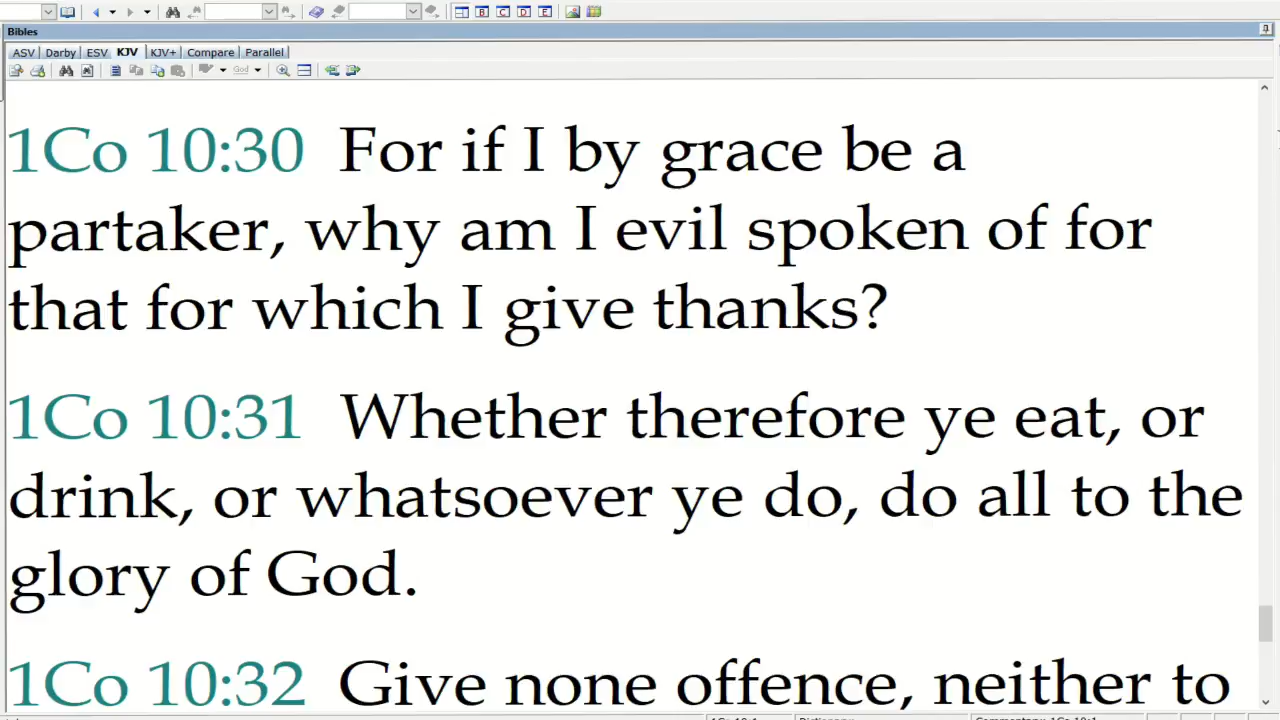 Bibles
ASV Darby ESV KJV KJV+ Compare Parallel
B C D E
God
1Co 10:30 For if I by grace be a
partaker, why am I evil spoken of for
that for which I give thanks?
1Co 10:31 Whether therefore ye eat, or
drink, or whatsoever ye do, do all to the
glory of God.
1Co 10:32 Give none offence, neither to